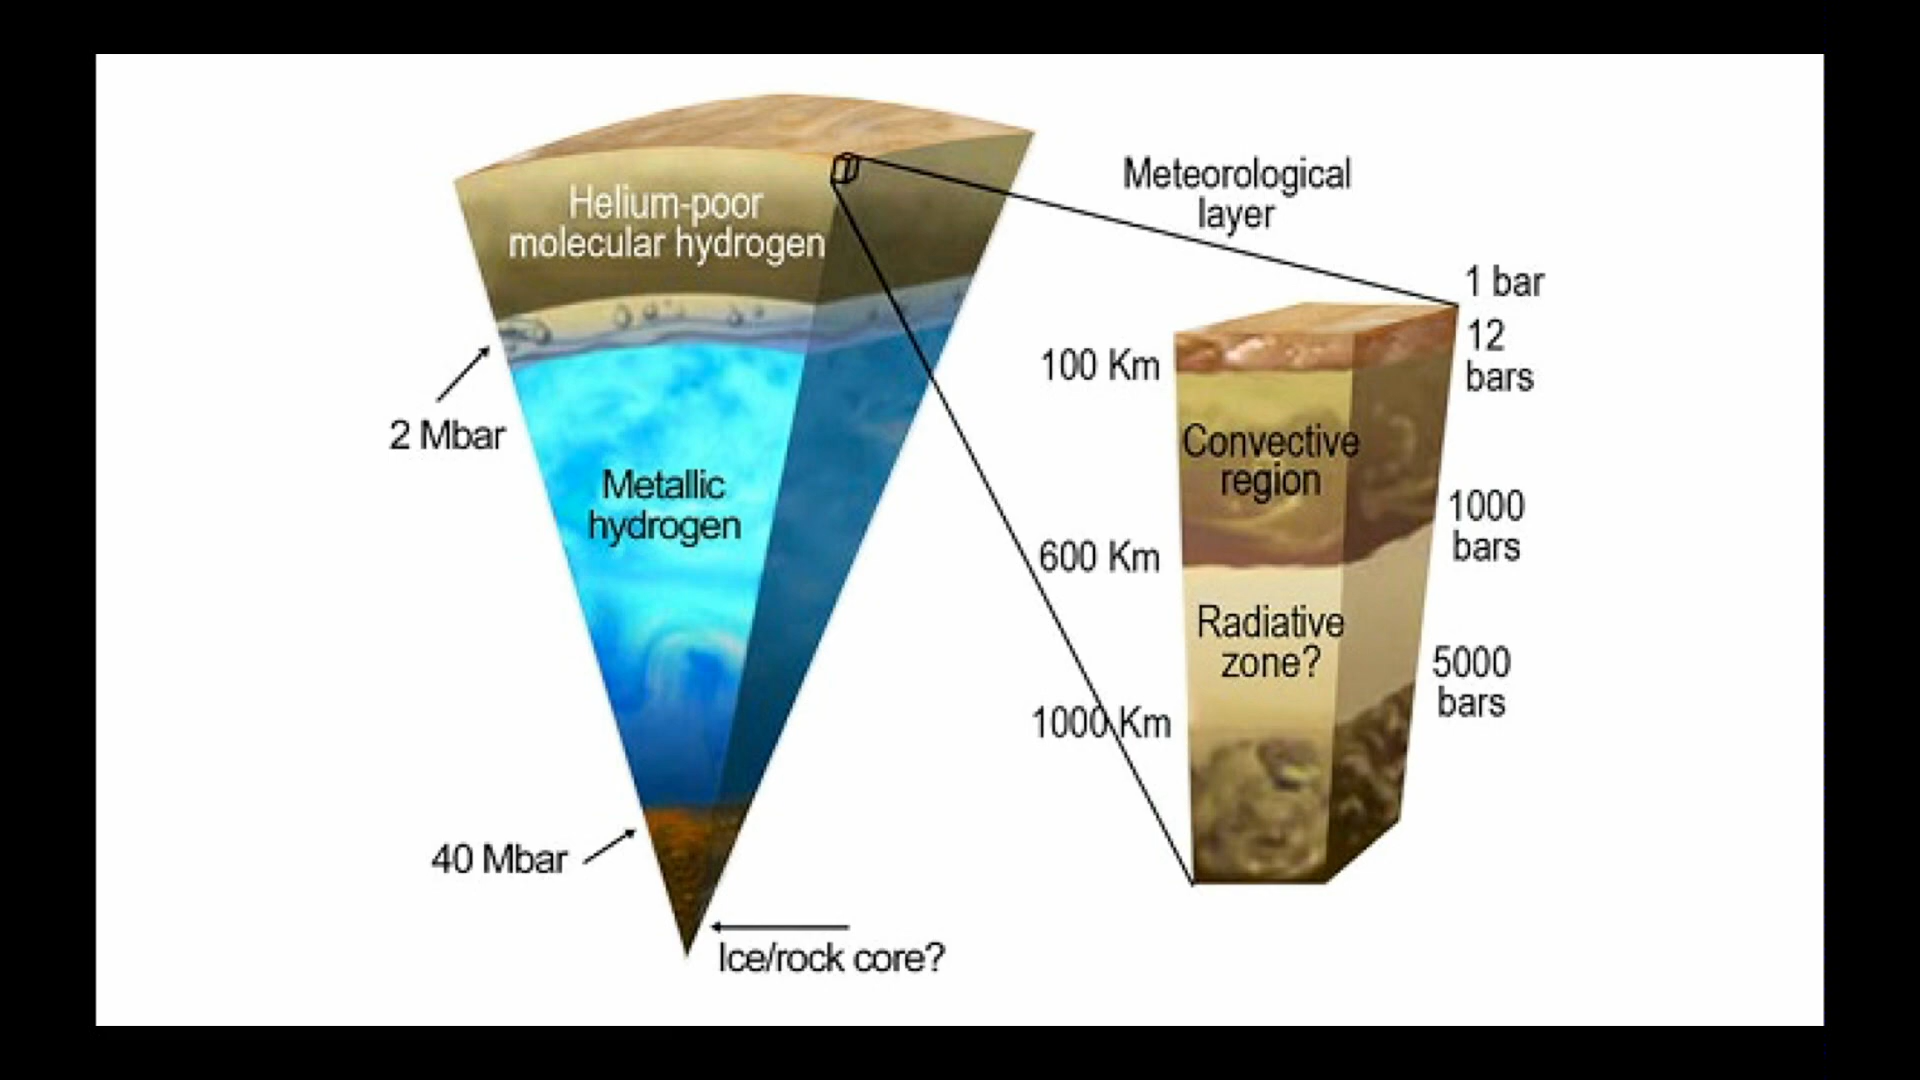 Helium-poor
molecular hydrogen
2 Mbar
Metallic
hydrogen
40 Mbar
Ice/rock core?
Meteorological
layer
1 bar
12
bars
100 Km
Convective
region
1000
bars
600 Km
Radiative
zone?
5000
bars
1000 Km